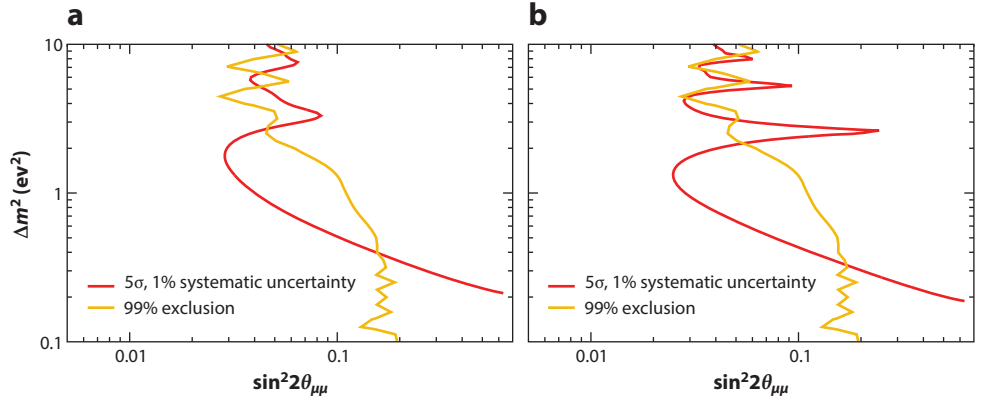 a
b
10
1
0.1
Δm² (ev²)
5σ, 1% systematic uncertainty
99% exclusion
0.01
0.1
sin²2θμμ
5σ, 1% systematic uncertainty
99% exclusion
0.01
0.1
sin²2θμμ